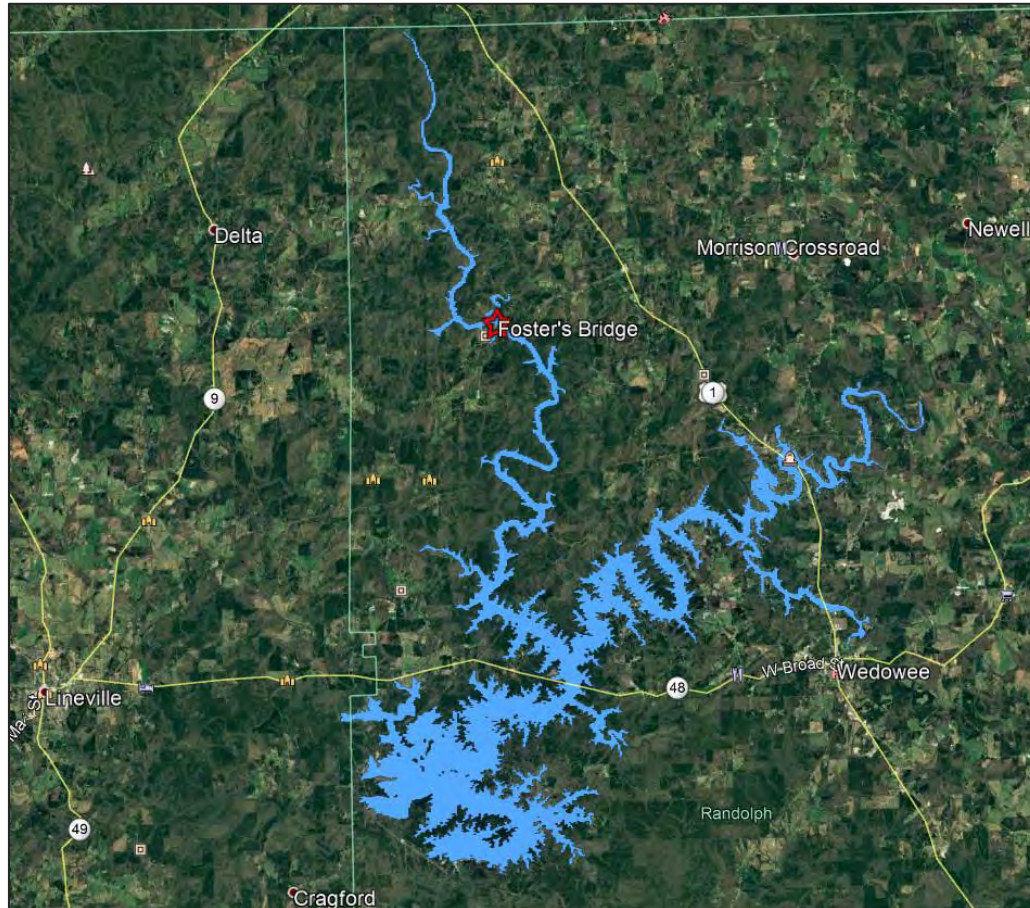 Delta
Newell
Morrison Crossroad
Foster's Bridge
1
9
W Broad St
Wedowee
48
Lineville
Randolph
49
Cragford